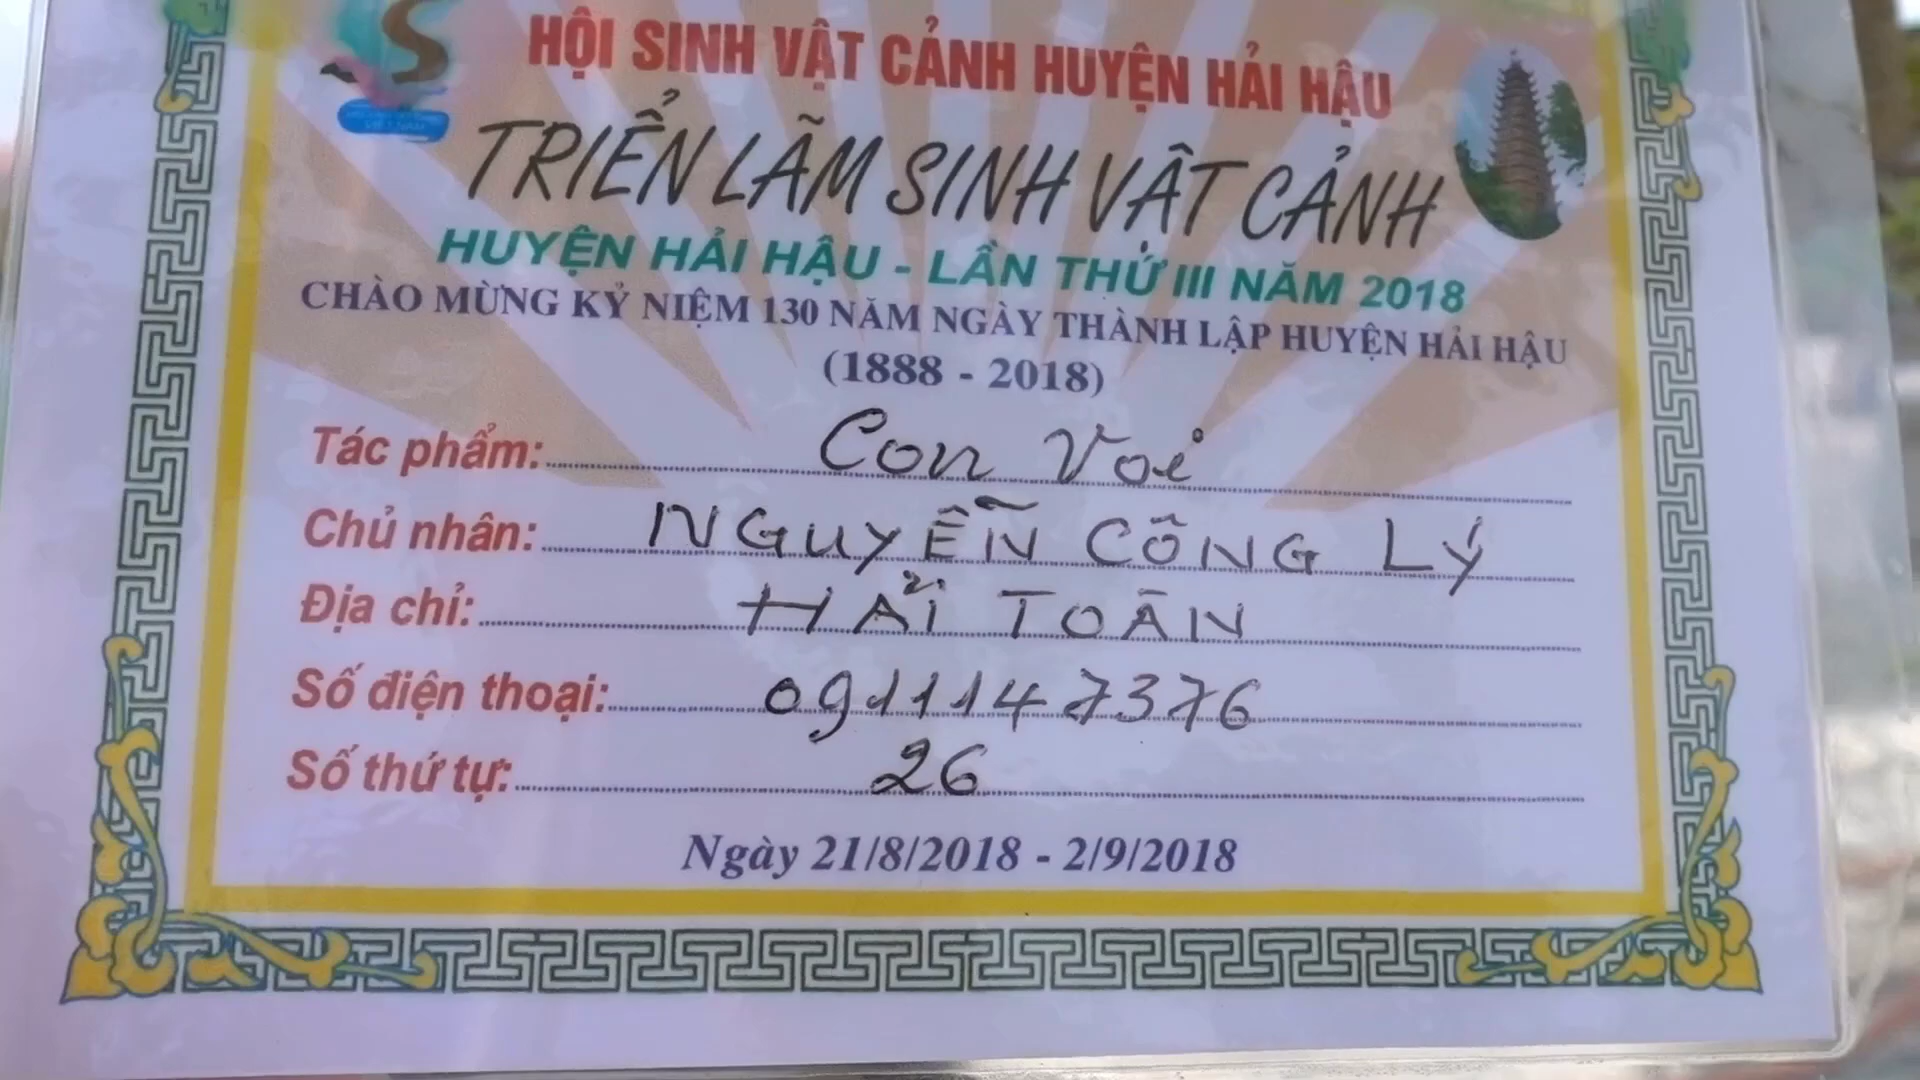 HỘI SINH VẬT CẢNH HUYỆN HẢI HẬU
TRIỂN LÃM SINH VẬT CẢNH
HUYỆN HẢI HẬU - LẦN THỨ III NĂM 2018
CHÀO MỪNG KỶ NIỆM 130 NĂM NGÀY THÀNH LẬP HUYỆN HẢI HẬU
(1888 - 2018)
Tác phẩm: Con Voi
Chủ nhân: NGUYỄN CÔNG LÝ
Địa chỉ: HẢI TOÀN
Số điện thoại: 0911147376
Số thứ tự: 26
Ngày 21/8/2018 - 2/9/2018